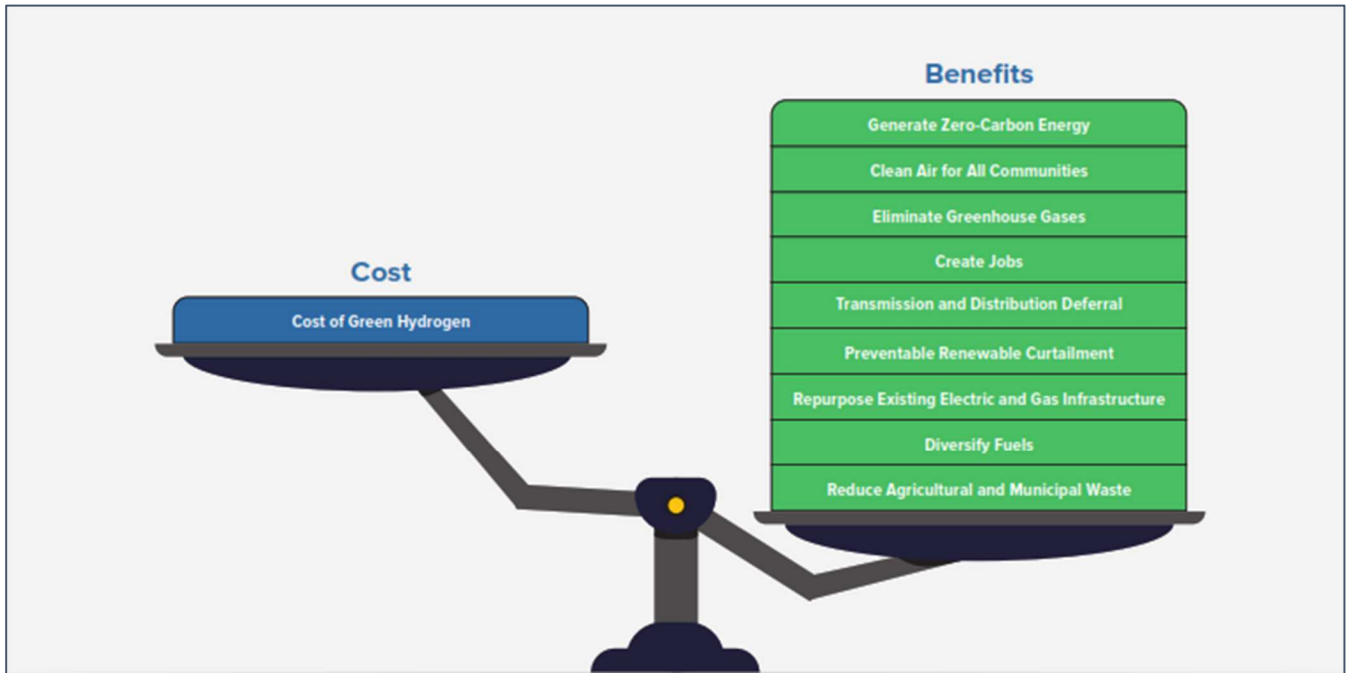 Cost
Cost of Green Hydrogen
Benefits
Generate Zero-Carbon Energy
Clean Air for All Communities
Eliminate Greenhouse Gases
Create Jobs
Transmission and Distribution Deferral
Preventable Renewable Curtailment
Repurpose Existing Electric and Gas Infrastructure
Diversify Fuels
Reduce Agricultural and Municipal Waste